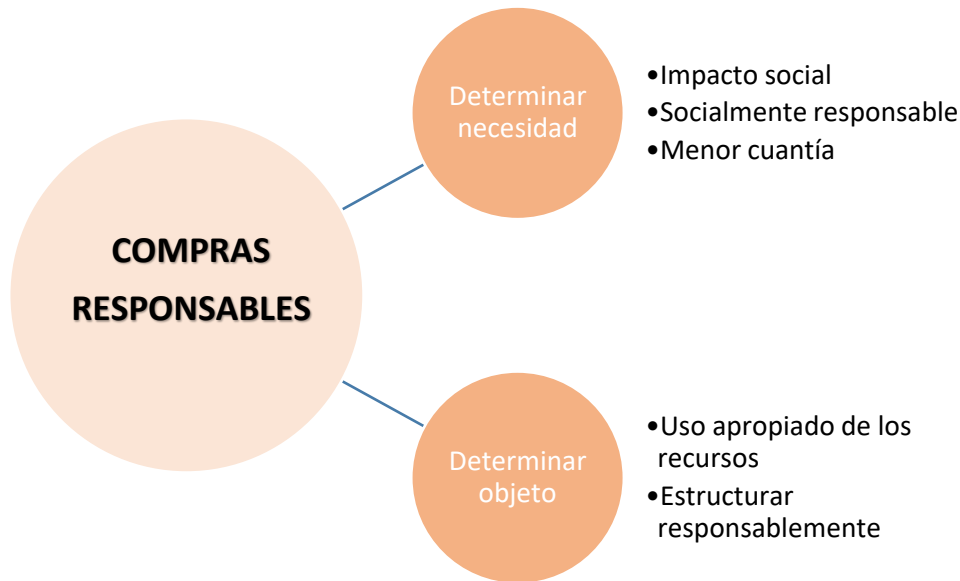 COMPRAS
RESPONSABLES
Determinar
necesidad
•Impacto social
•Socialmente responsable
•Menor cuantía
Determinar
objeto
•Uso apropiado de los
recursos
•Estructurar
responsablemente